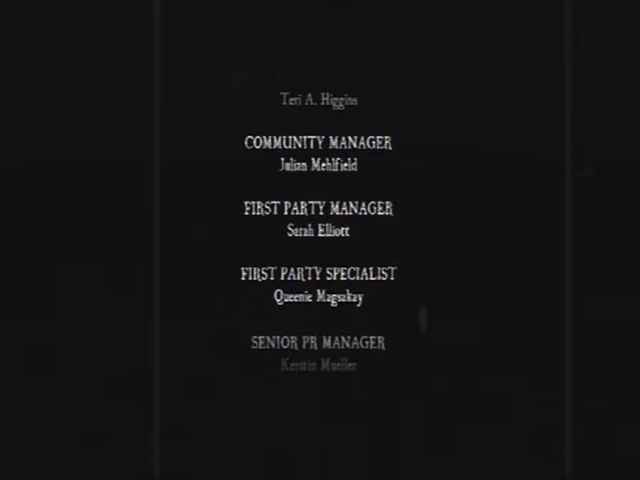 Teri A. Higgins
COMMUNITY MANAGER
Julian Mehlfield
FIRST PARTY MANAGER
Sarah Elliott
FIRST PARTY SPECIALIST
Queenie Magsakay
SENIOR PR MANAGER
Kerstin Mueller